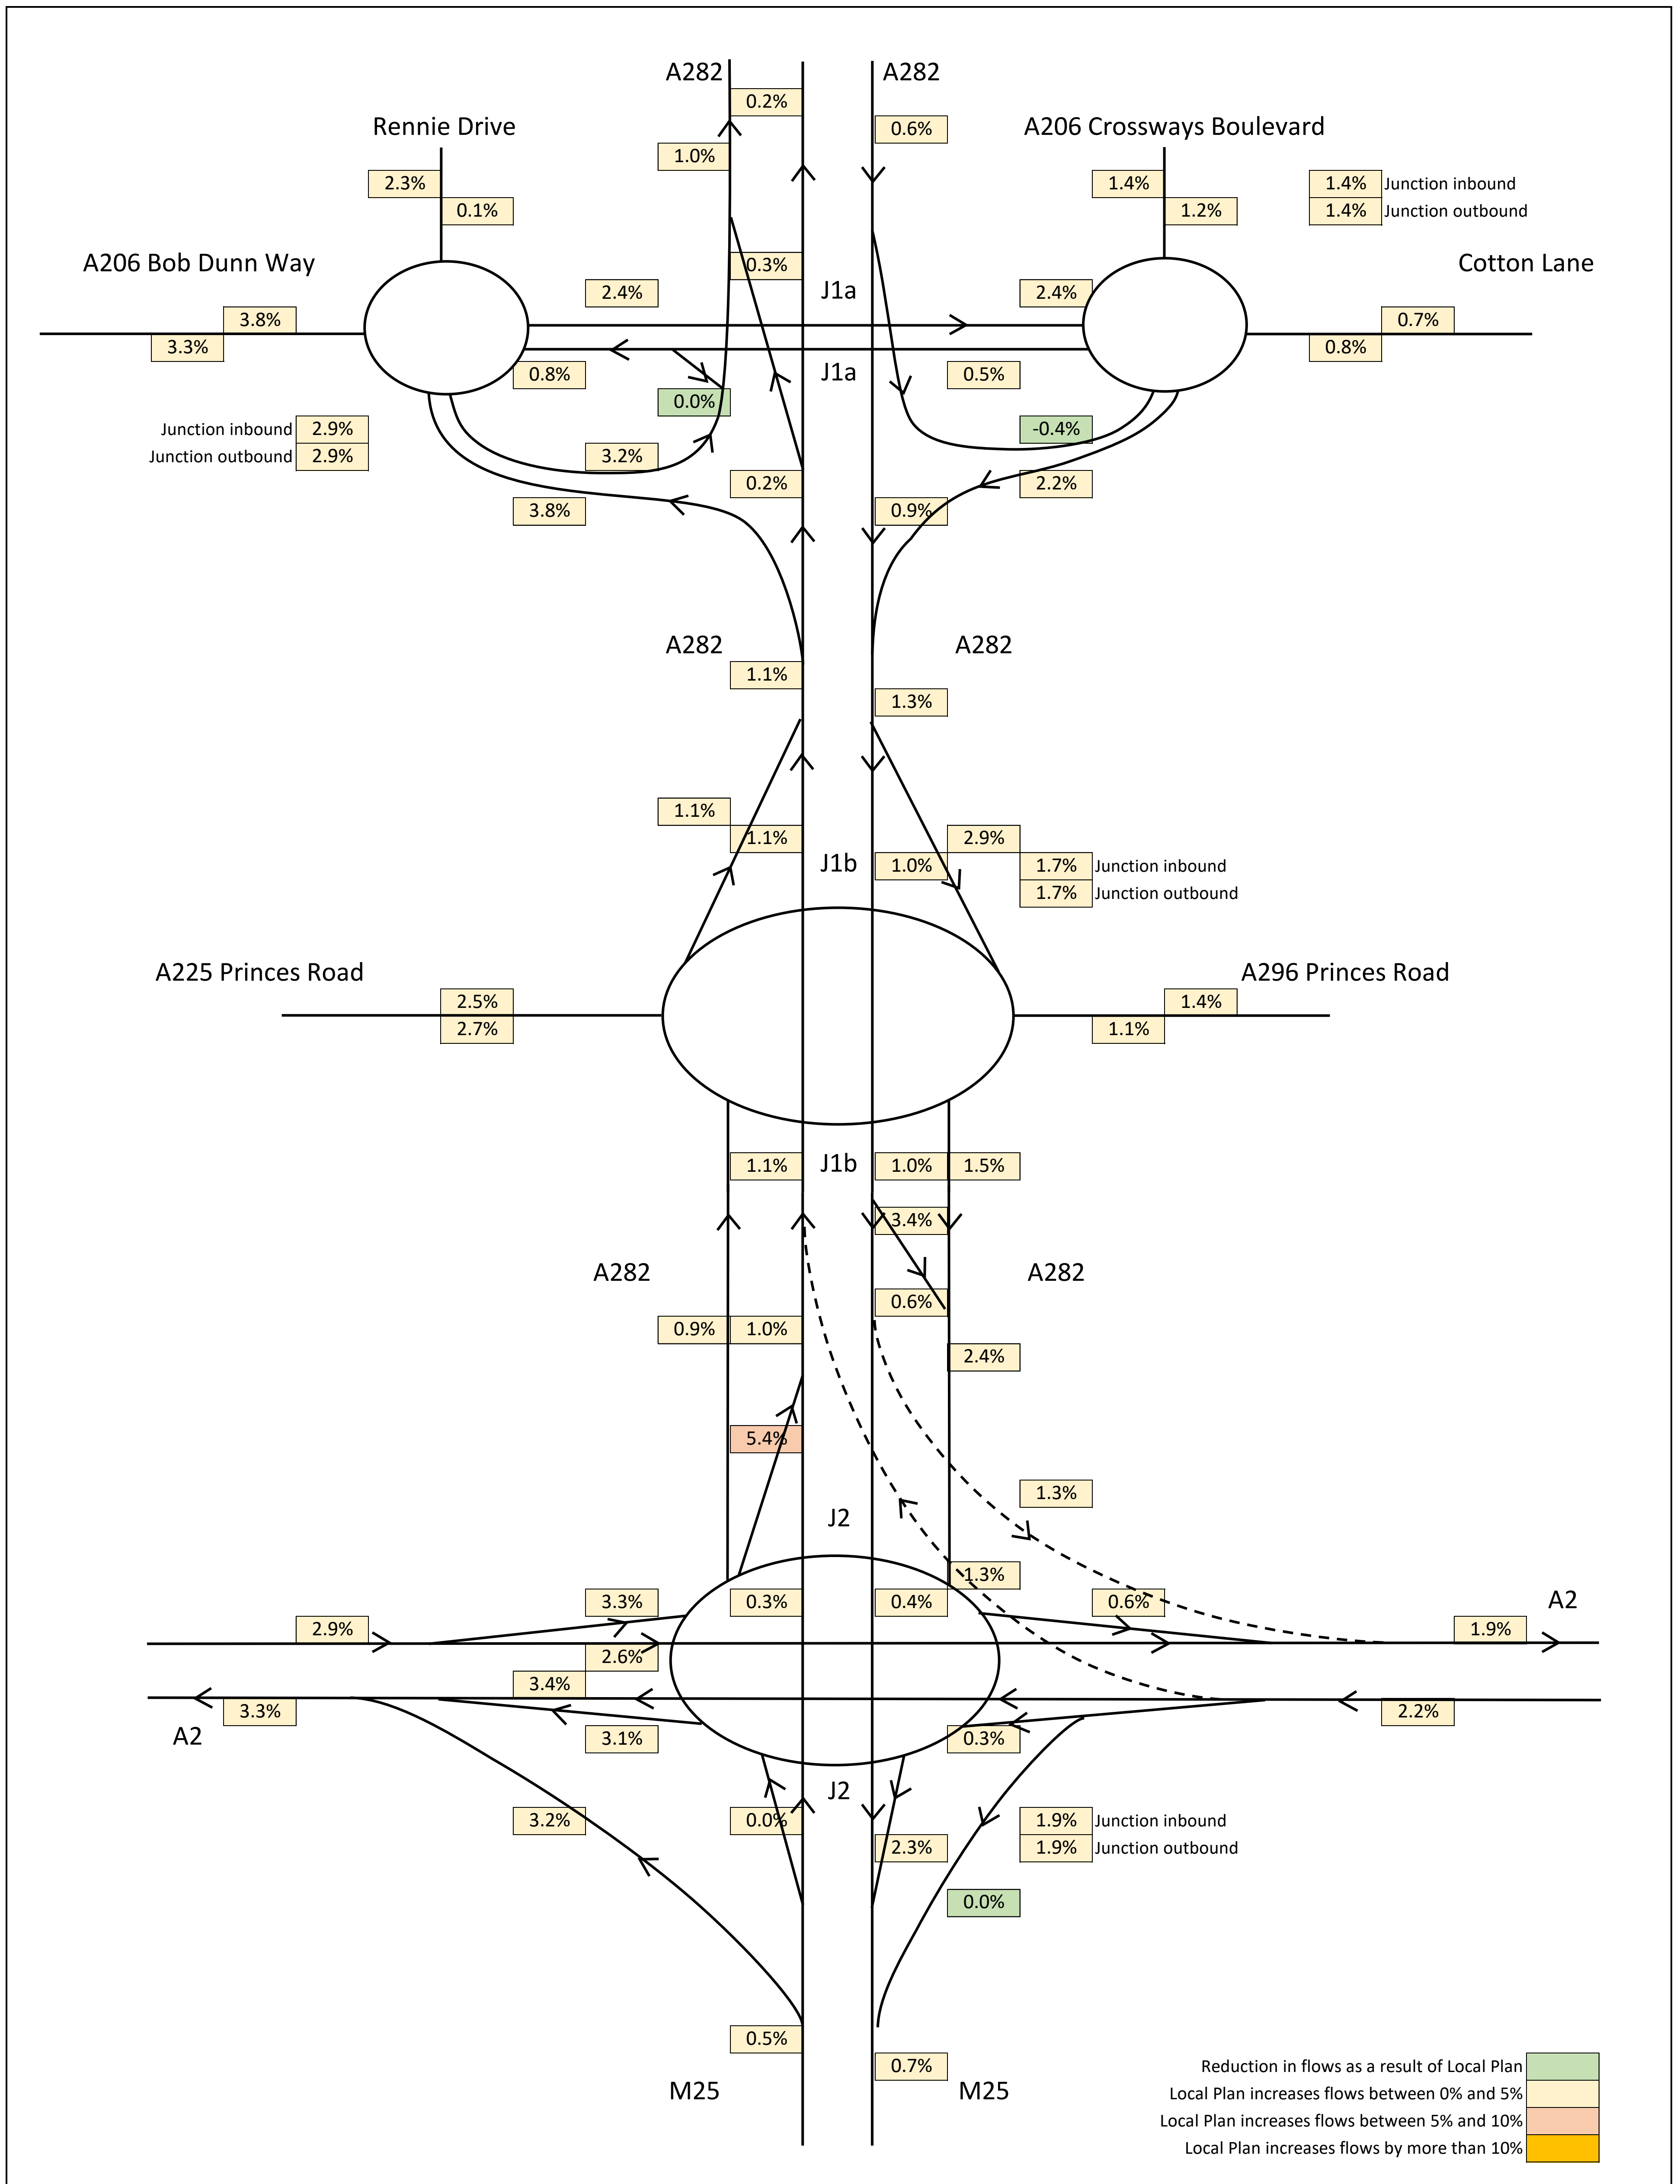 A282 A282
0.2%
Rennie Drive 0.6% A206 Crossways Boulevard
1.0%
2.3% 1.4% 1.4% Junction inbound
0.1% 1.2% 1.4% Junction outbound
A206 Bob Dunn Way 0.3% Cotton Lane
2.4% J1a 2.4%
3.8% 0.7%
3.3% 0.8%
0.8% J1a 0.5%
0.0%
Junction inbound 2.9% -0.4%
Junction outbound 2.9% 3.2%
0.2% 2.2%
3.8% 0.9%
A282 A282
1.1%
1.3%
1.1%
1.1% 2.9%
J1b 1.0% 1.7% Junction inbound
1.7% Junction outbound
A225 Princes Road A296 Princes Road
2.5% 1.4%
2.7% 1.1%
1.1% J1b 1.0% 1.5%
3.4%
A282 A282
0.6%
0.9% 1.0%
2.4%
5.4%
1.3%
J2
1.3%
3.3% 0.3% 0.4% 0.6% A2
2.9% 1.9%
2.6%
3.4%
3.3% 2.2%
A2 3.1% 0.3%
J2
3.2% 0.0% 1.9% Junction inbound
2.3% 1.9% Junction outbound
0.0%
0.5%
0.7% Reduction in flows as a result of Local Plan
M25 M25 Local Plan increases flows between 0% and 5%
Local Plan increases flows between 5% and 10%
Local Plan increases flows by more than 10%